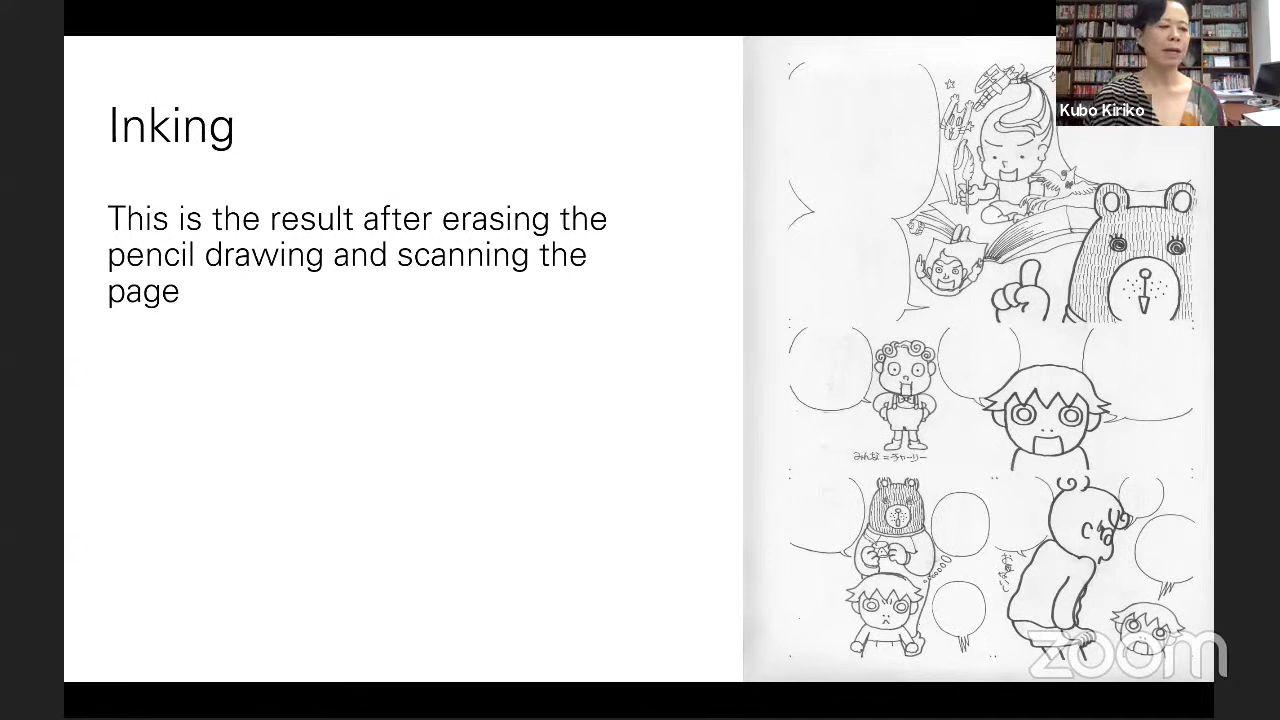 Inking
This is the result after erasing the
pencil drawing and scanning the
page
Kubo Kiriko
みんな=チャーリー
zoom